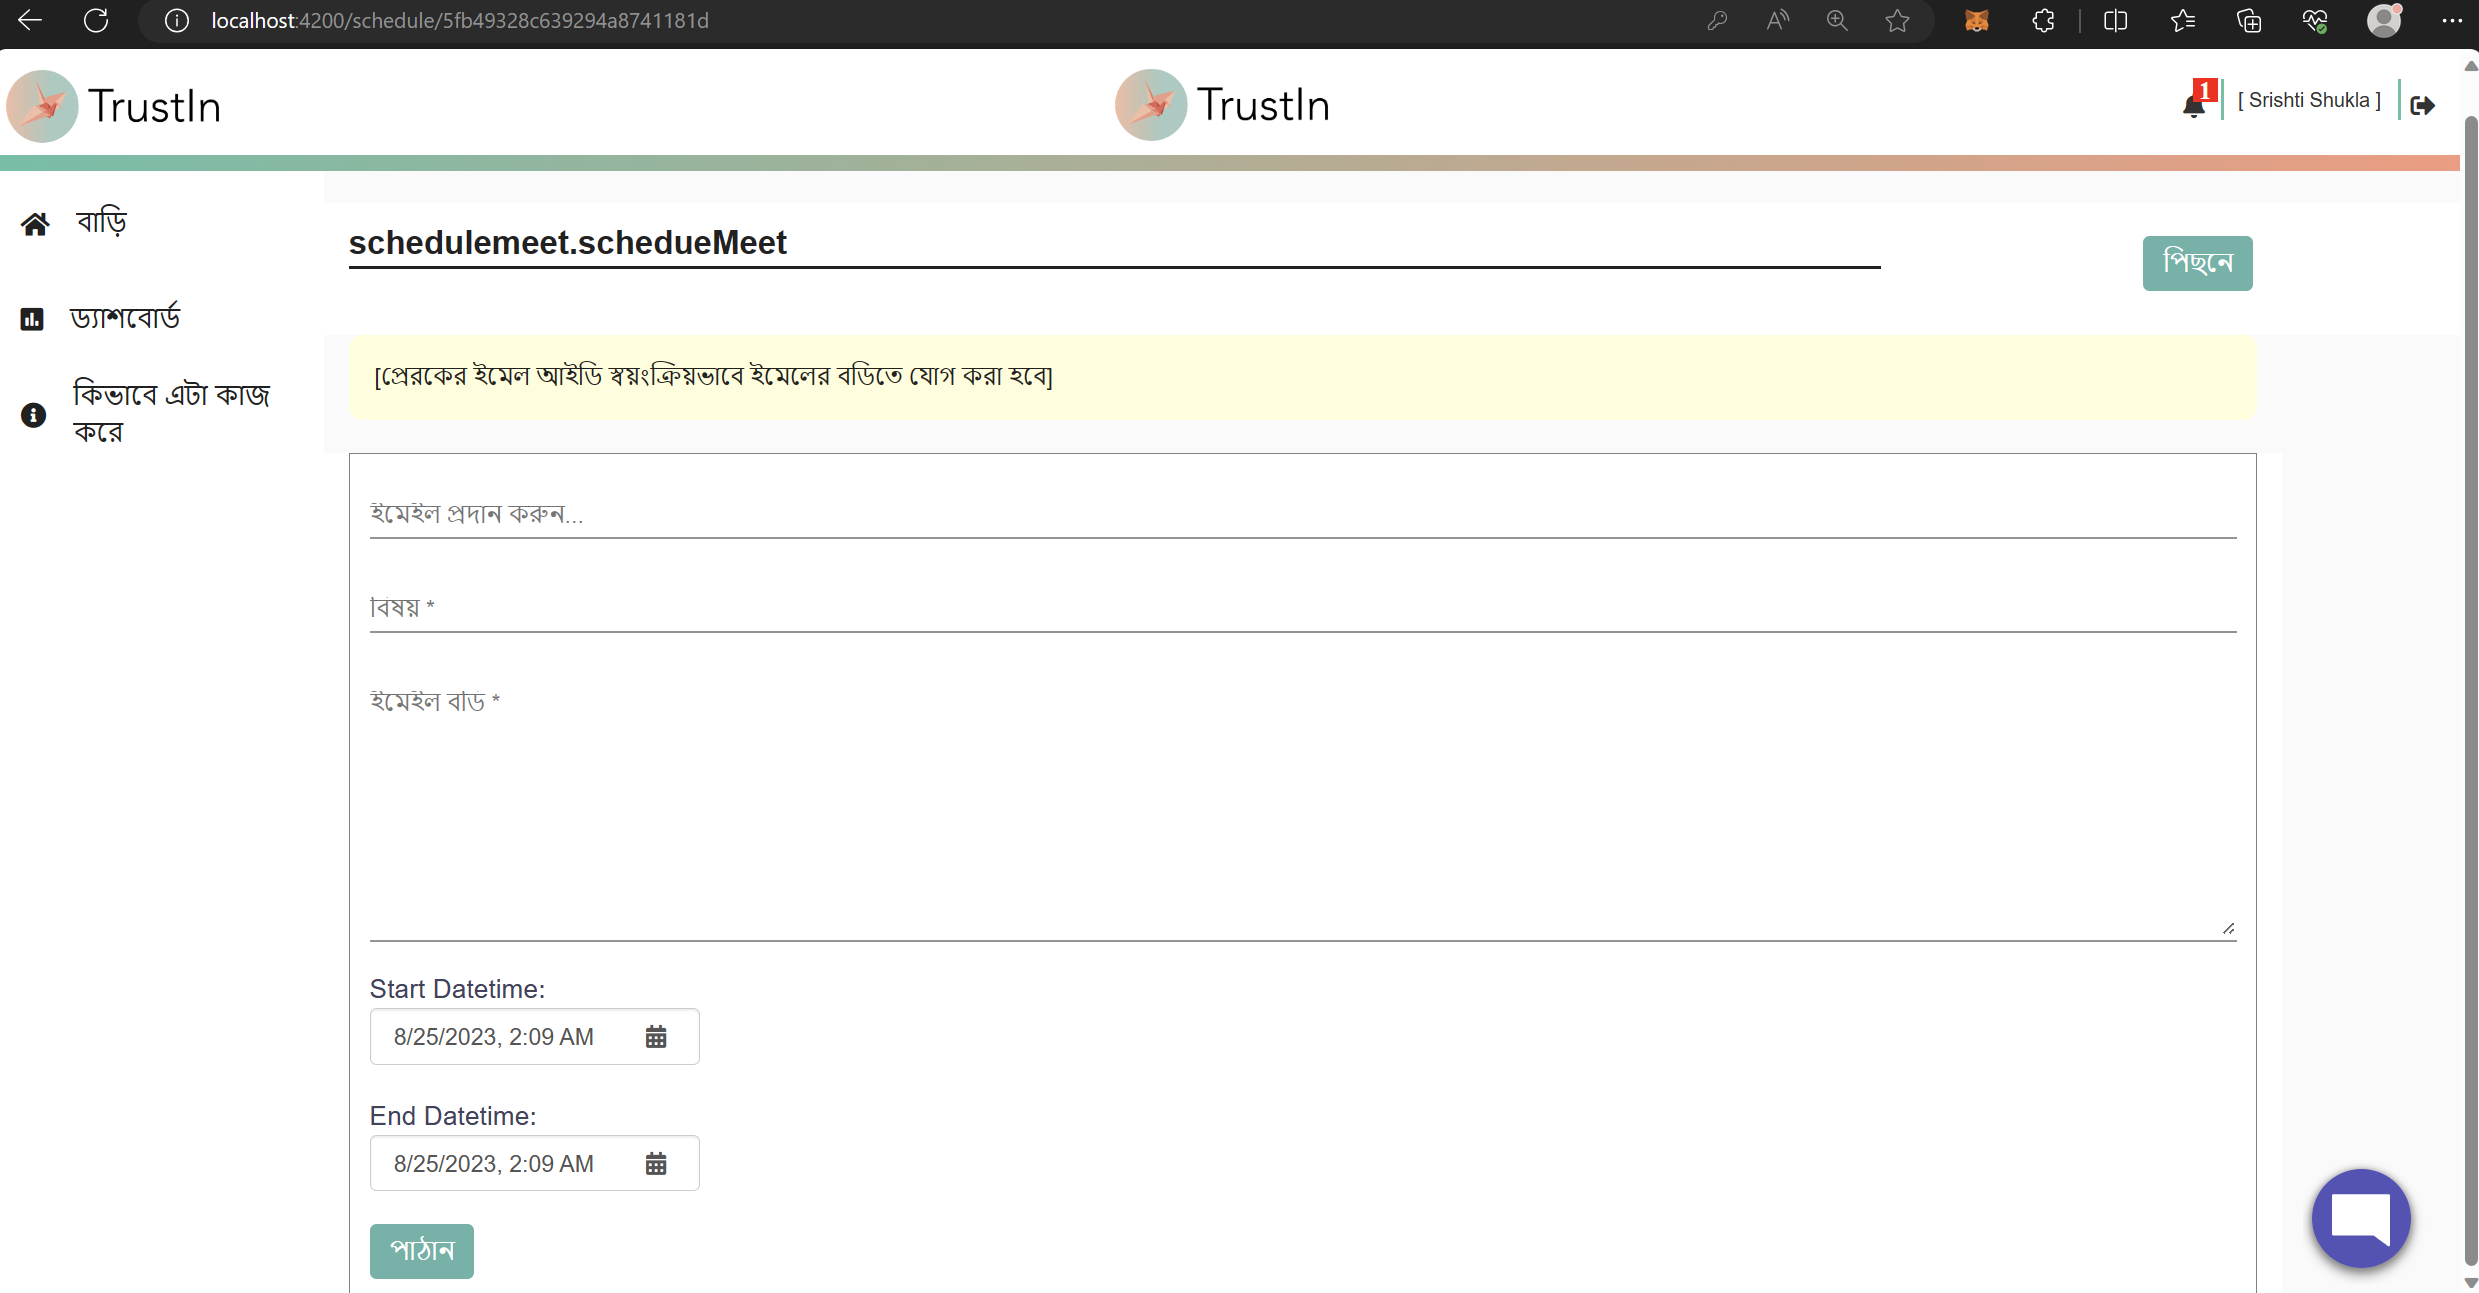 localhost:4200/schedule/5fb49328c639294a8741181d
TrustIn
TrustIn
1
[ Srishti Shukla ]
বাড়ি
ড্যাশবোর্ড
কিভাবে এটা কাজ
করে
schedulemeet.schedueMeet
পিছনে
[প্রেরকের ইমেল আইডি স্বয়ংক্রিয়ভাবে ইমেলের বডিতে যোগ করা হবে]
ইমেইল প্রদান করুন...
বিষয় *
ইমেইল বডি *
Start Datetime:
8/25/2023, 2:09 AM
End Datetime:
8/25/2023, 2:09 AM
পাঠান